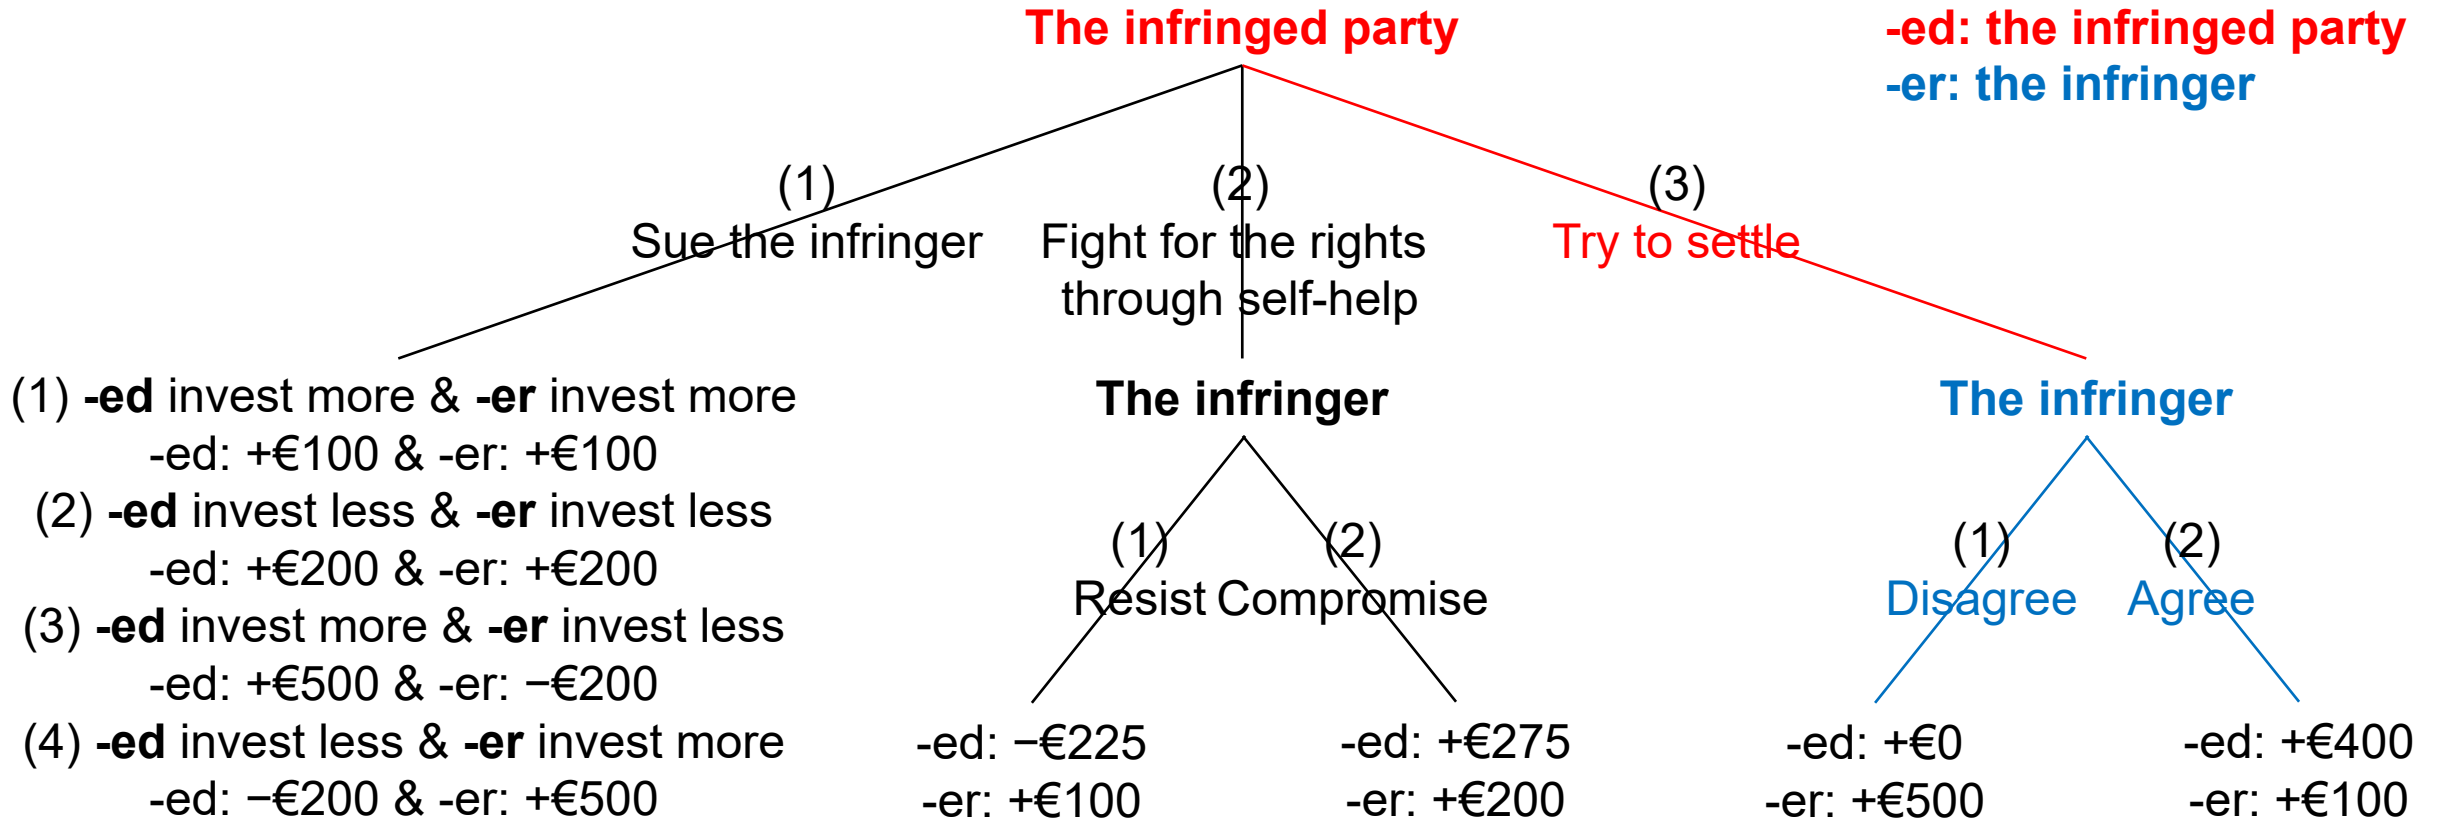 The infringed party
-ed: the infringed party
-er: the infringer
(1)
Sue the infringer
(2)
Fight for the rights
through self-help
(3)
Try to settle
(1) -ed invest more & -er invest more
-ed: +€100 & -er: +€100
(2) -ed invest less & -er invest less
-ed: +€200 & -er: +€200
(3) -ed invest more & -er invest less
-ed: +€500 & -er: −€200
(4) -ed invest less & -er invest more
-ed: −€200 & -er: +€500
The infringer
(1)
Resist
(2)
Compromise
-ed: −€225
-er: +€100
-ed: +€275
-er: +€200
The infringer
(1)
Disagree
(2)
Agree
-ed: +€0
-er: +€500
-ed: +€400
-er: +€100